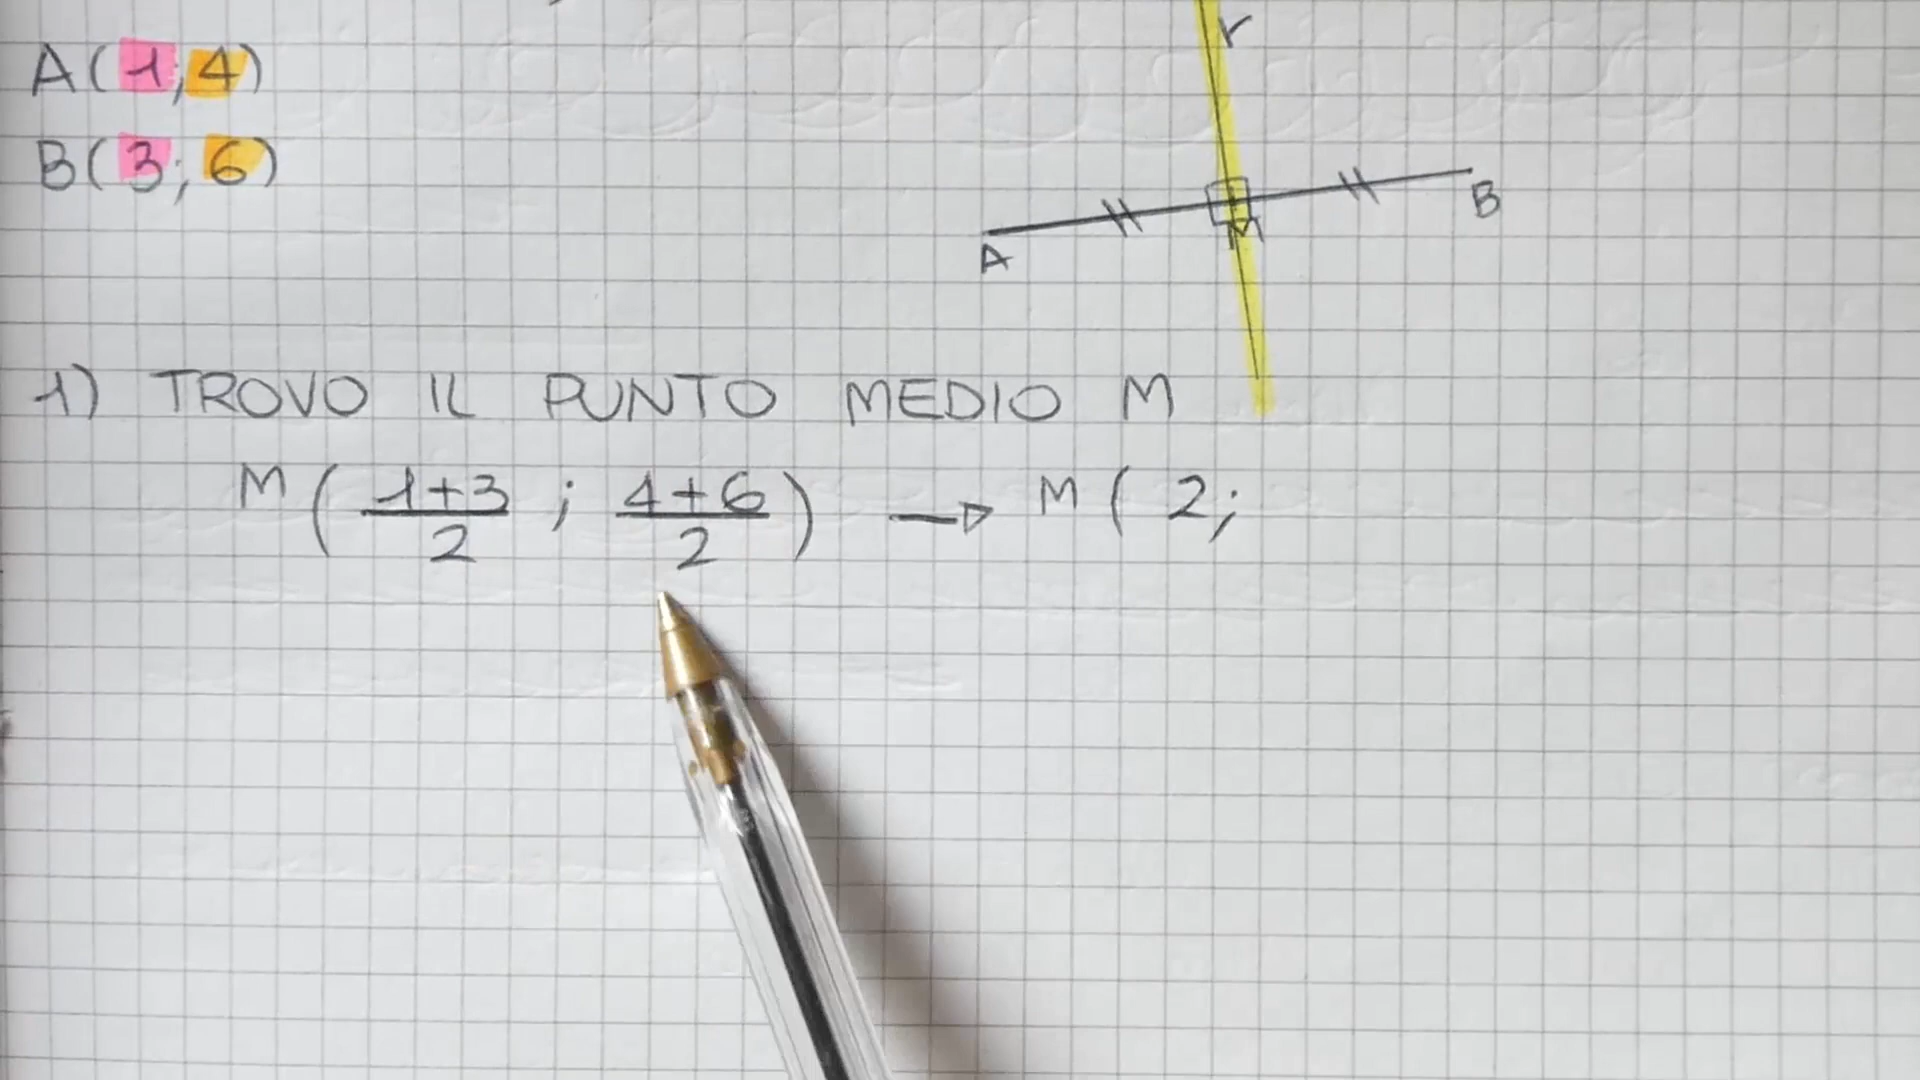 A(1;4)
B(3;6)
r
A
M
B
1) TROVO IL PUNTO MEDIO M
M(1+3/2 ; 4+6/2) → M( 2;